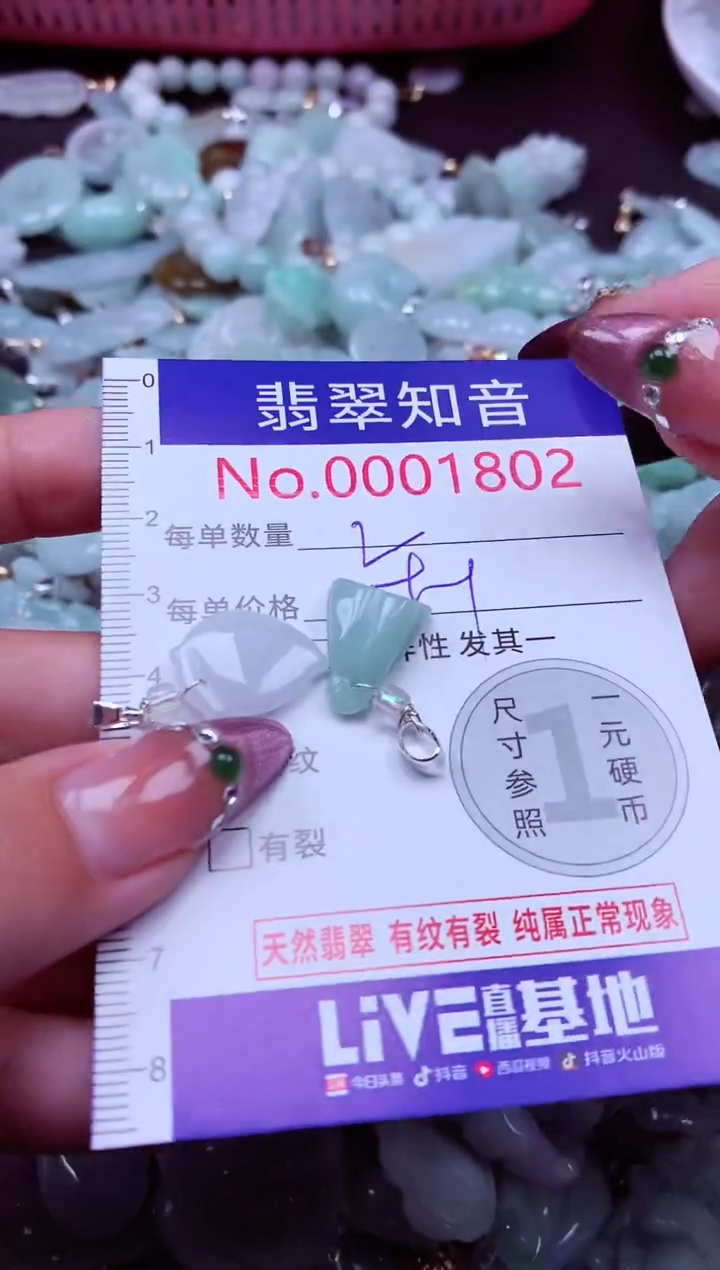 0
翡翠知音
1
No.0001802
2
每单数量
3
每单价格
4
性 发其一
尺寸参照
1
一元硬币
纹
有裂
天然翡翠 有纹有裂 纯属正常现象
7
LiVE直播基地
8
今日头条 抖音 西瓜视频 抖音火山版